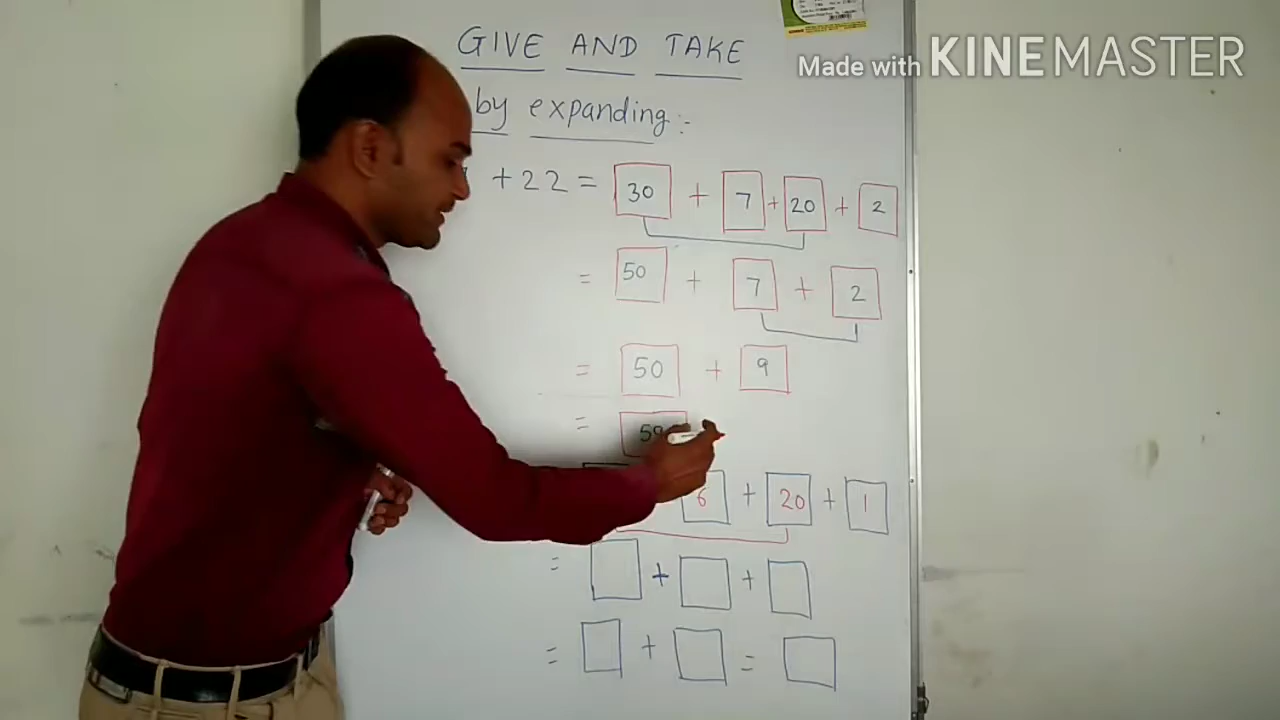 GIVE AND TAKE
Made with KINEMASTER
by expanding :-
+ 22 = 30 + 7 + 20 + 2
= 50 + 7 + 2
= 50 + 9
= 59
6 + 20 + 1
= + +
= + =